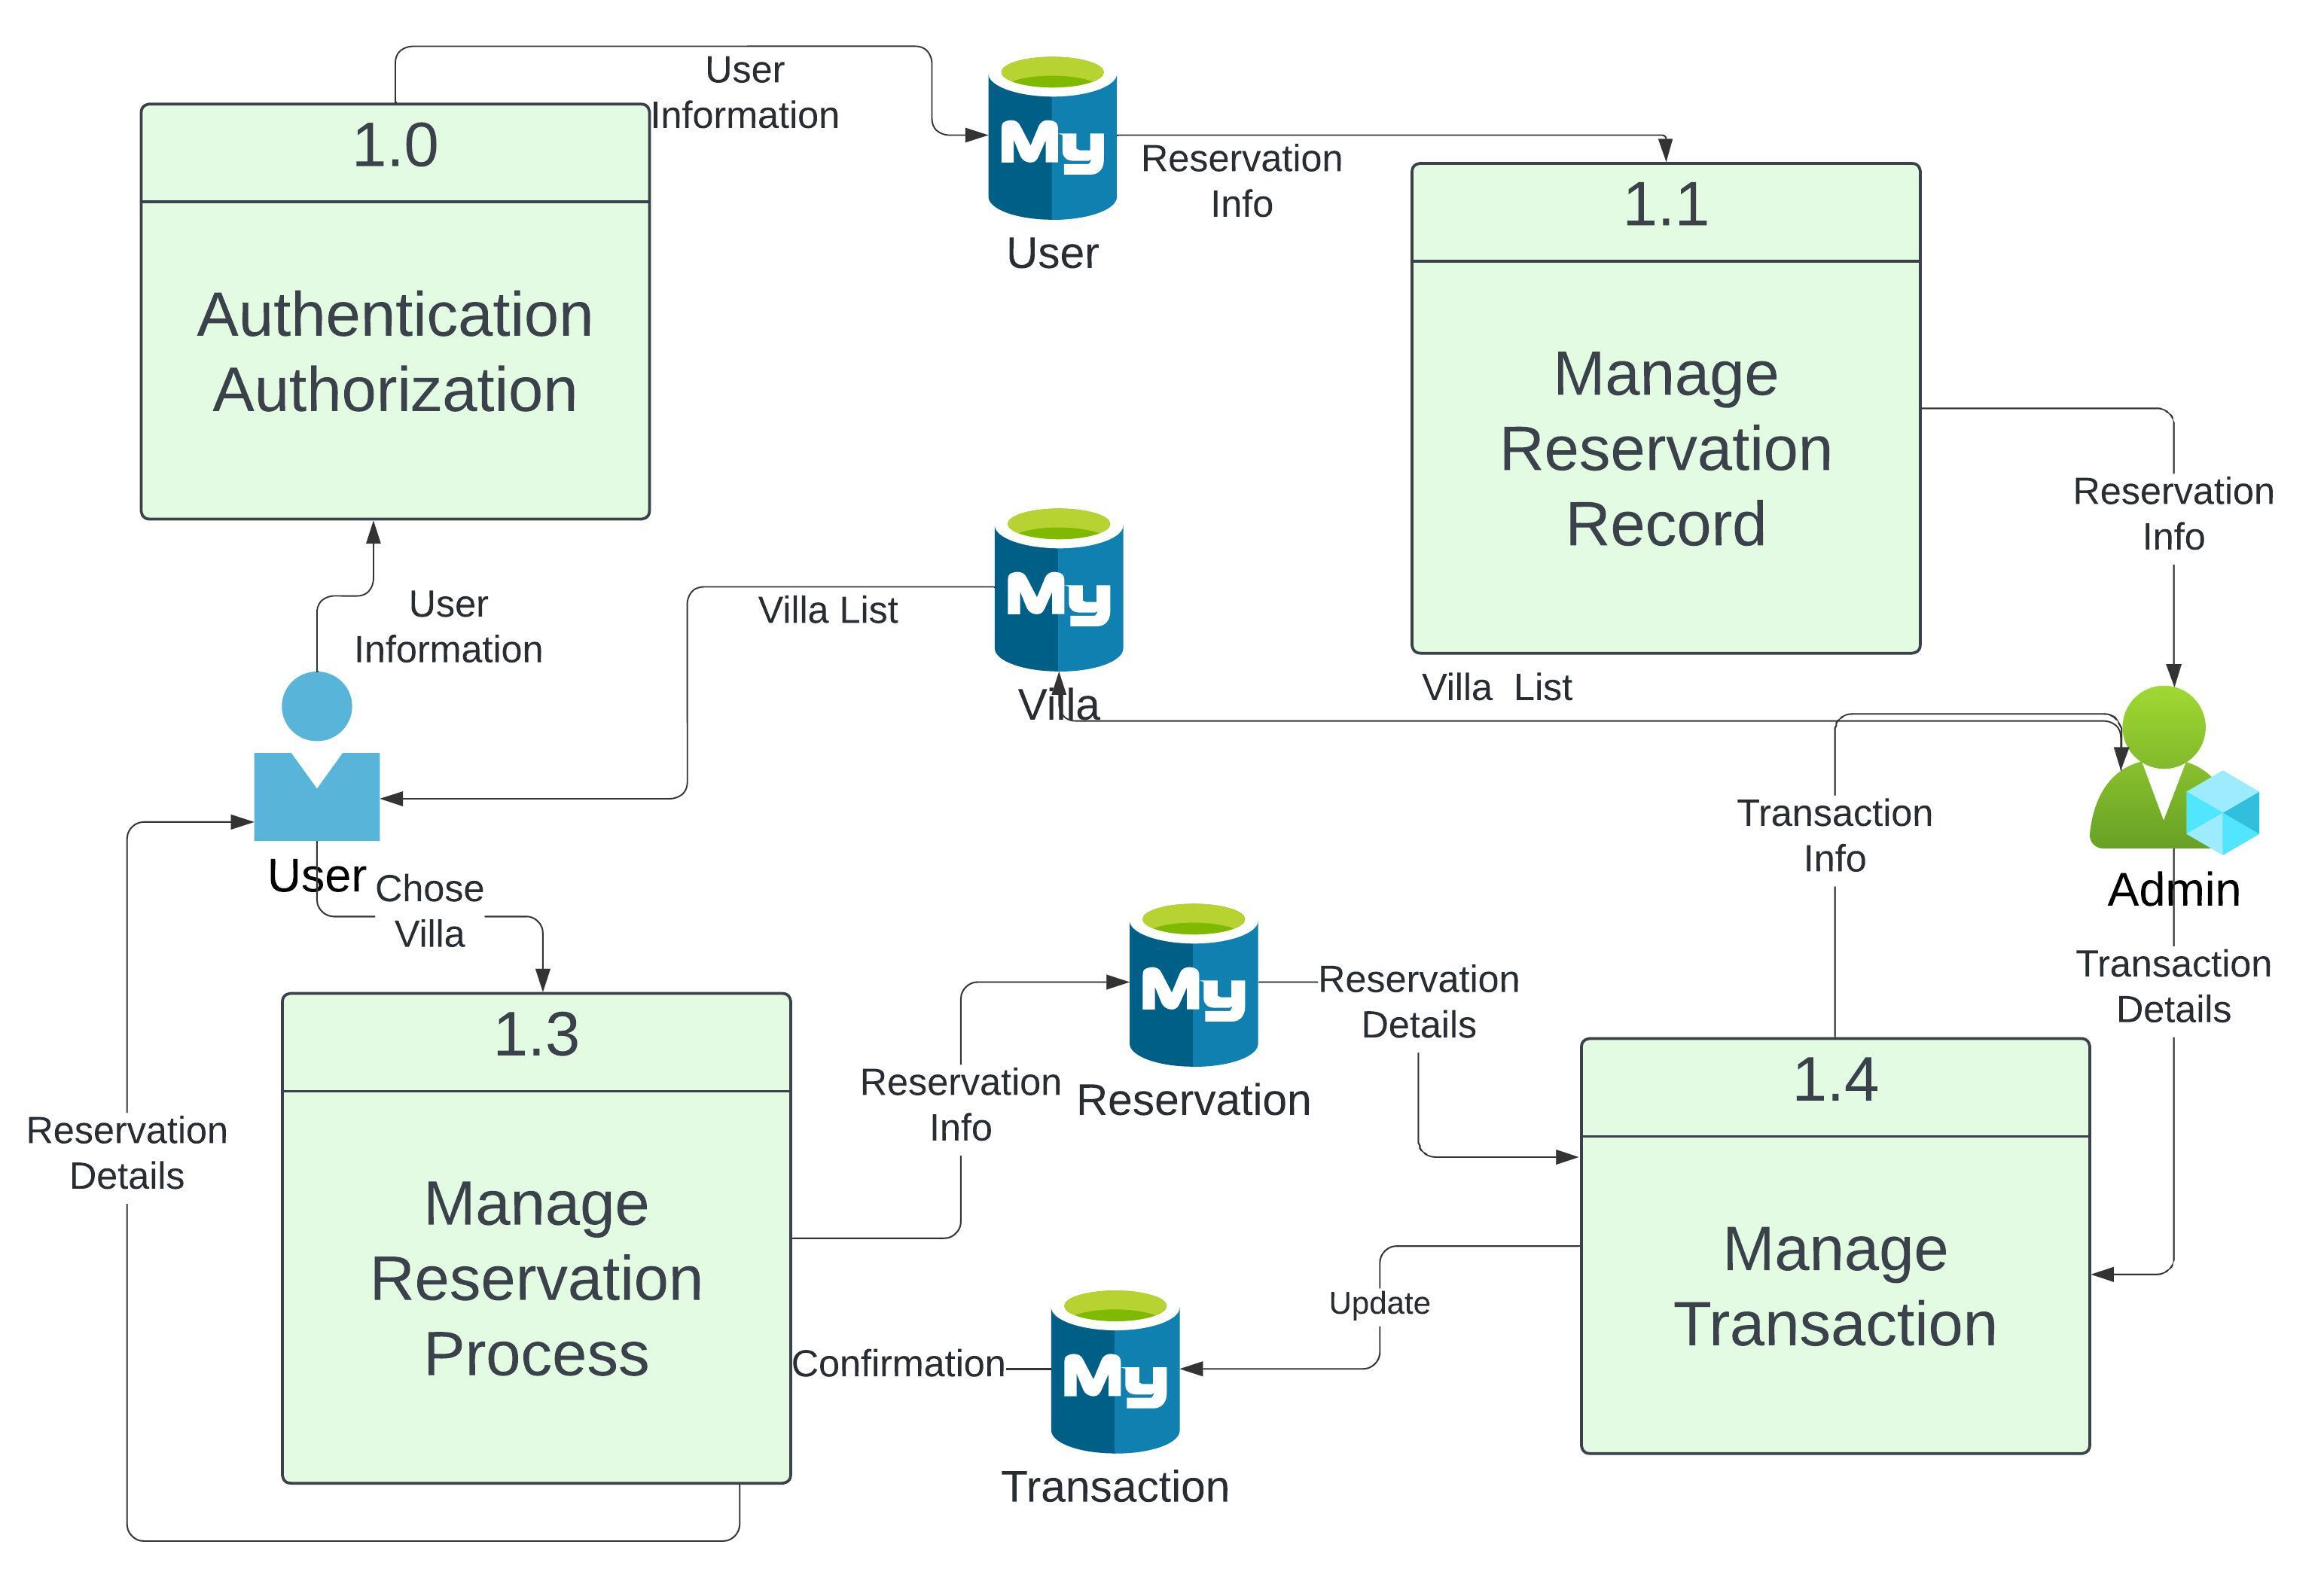 User
Information
1.0
Authentication
Authorization
My
User
Reservation
Info
1.1
Manage
Reservation
Record
Reservation
Info
User
Information
Villa List
My
Villa
Villa  List
User
Chose
Villa
Transaction
Info
Admin
Transaction
Details
Reservation
Details
1.3
Manage
Reservation
Process
Reservation
Info
My
Reservation
Reservation
Details
1.4
Manage
Transaction
Update
Confirmation
My
Transaction